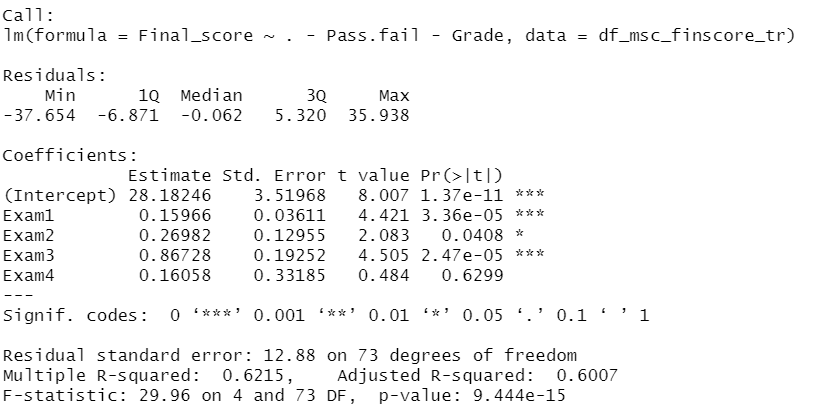 Call:
lm(formula = Final_score ~ . - Pass.fail - Grade, data = df_msc_finscore_tr)
Residuals:
Min 1Q Median 3Q Max
-37.654 -6.871 -0.062 5.320 35.938
Coefficients:
Estimate Std. Error t value Pr(>|t|)
(Intercept) 28.18246 3.51968 8.007 1.37e-11 ***
Exam1 0.15966 0.03611 4.421 3.36e-05 ***
Exam2 0.26982 0.12955 2.083 0.0408 *
Exam3 0.86728 0.19252 4.505 2.47e-05 ***
Exam4 0.16058 0.33185 0.484 0.6299
---
Signif. codes: 0 ‘***’ 0.001 ‘**’ 0.01 ‘*’ 0.05 ‘.’ 0.1 ‘ ’ 1
Residual standard error: 12.88 on 73 degrees of freedom
Multiple R-squared: 0.6215, Adjusted R-squared: 0.6007
F-statistic: 29.96 on 4 and 73 DF, p-value: 9.444e-15